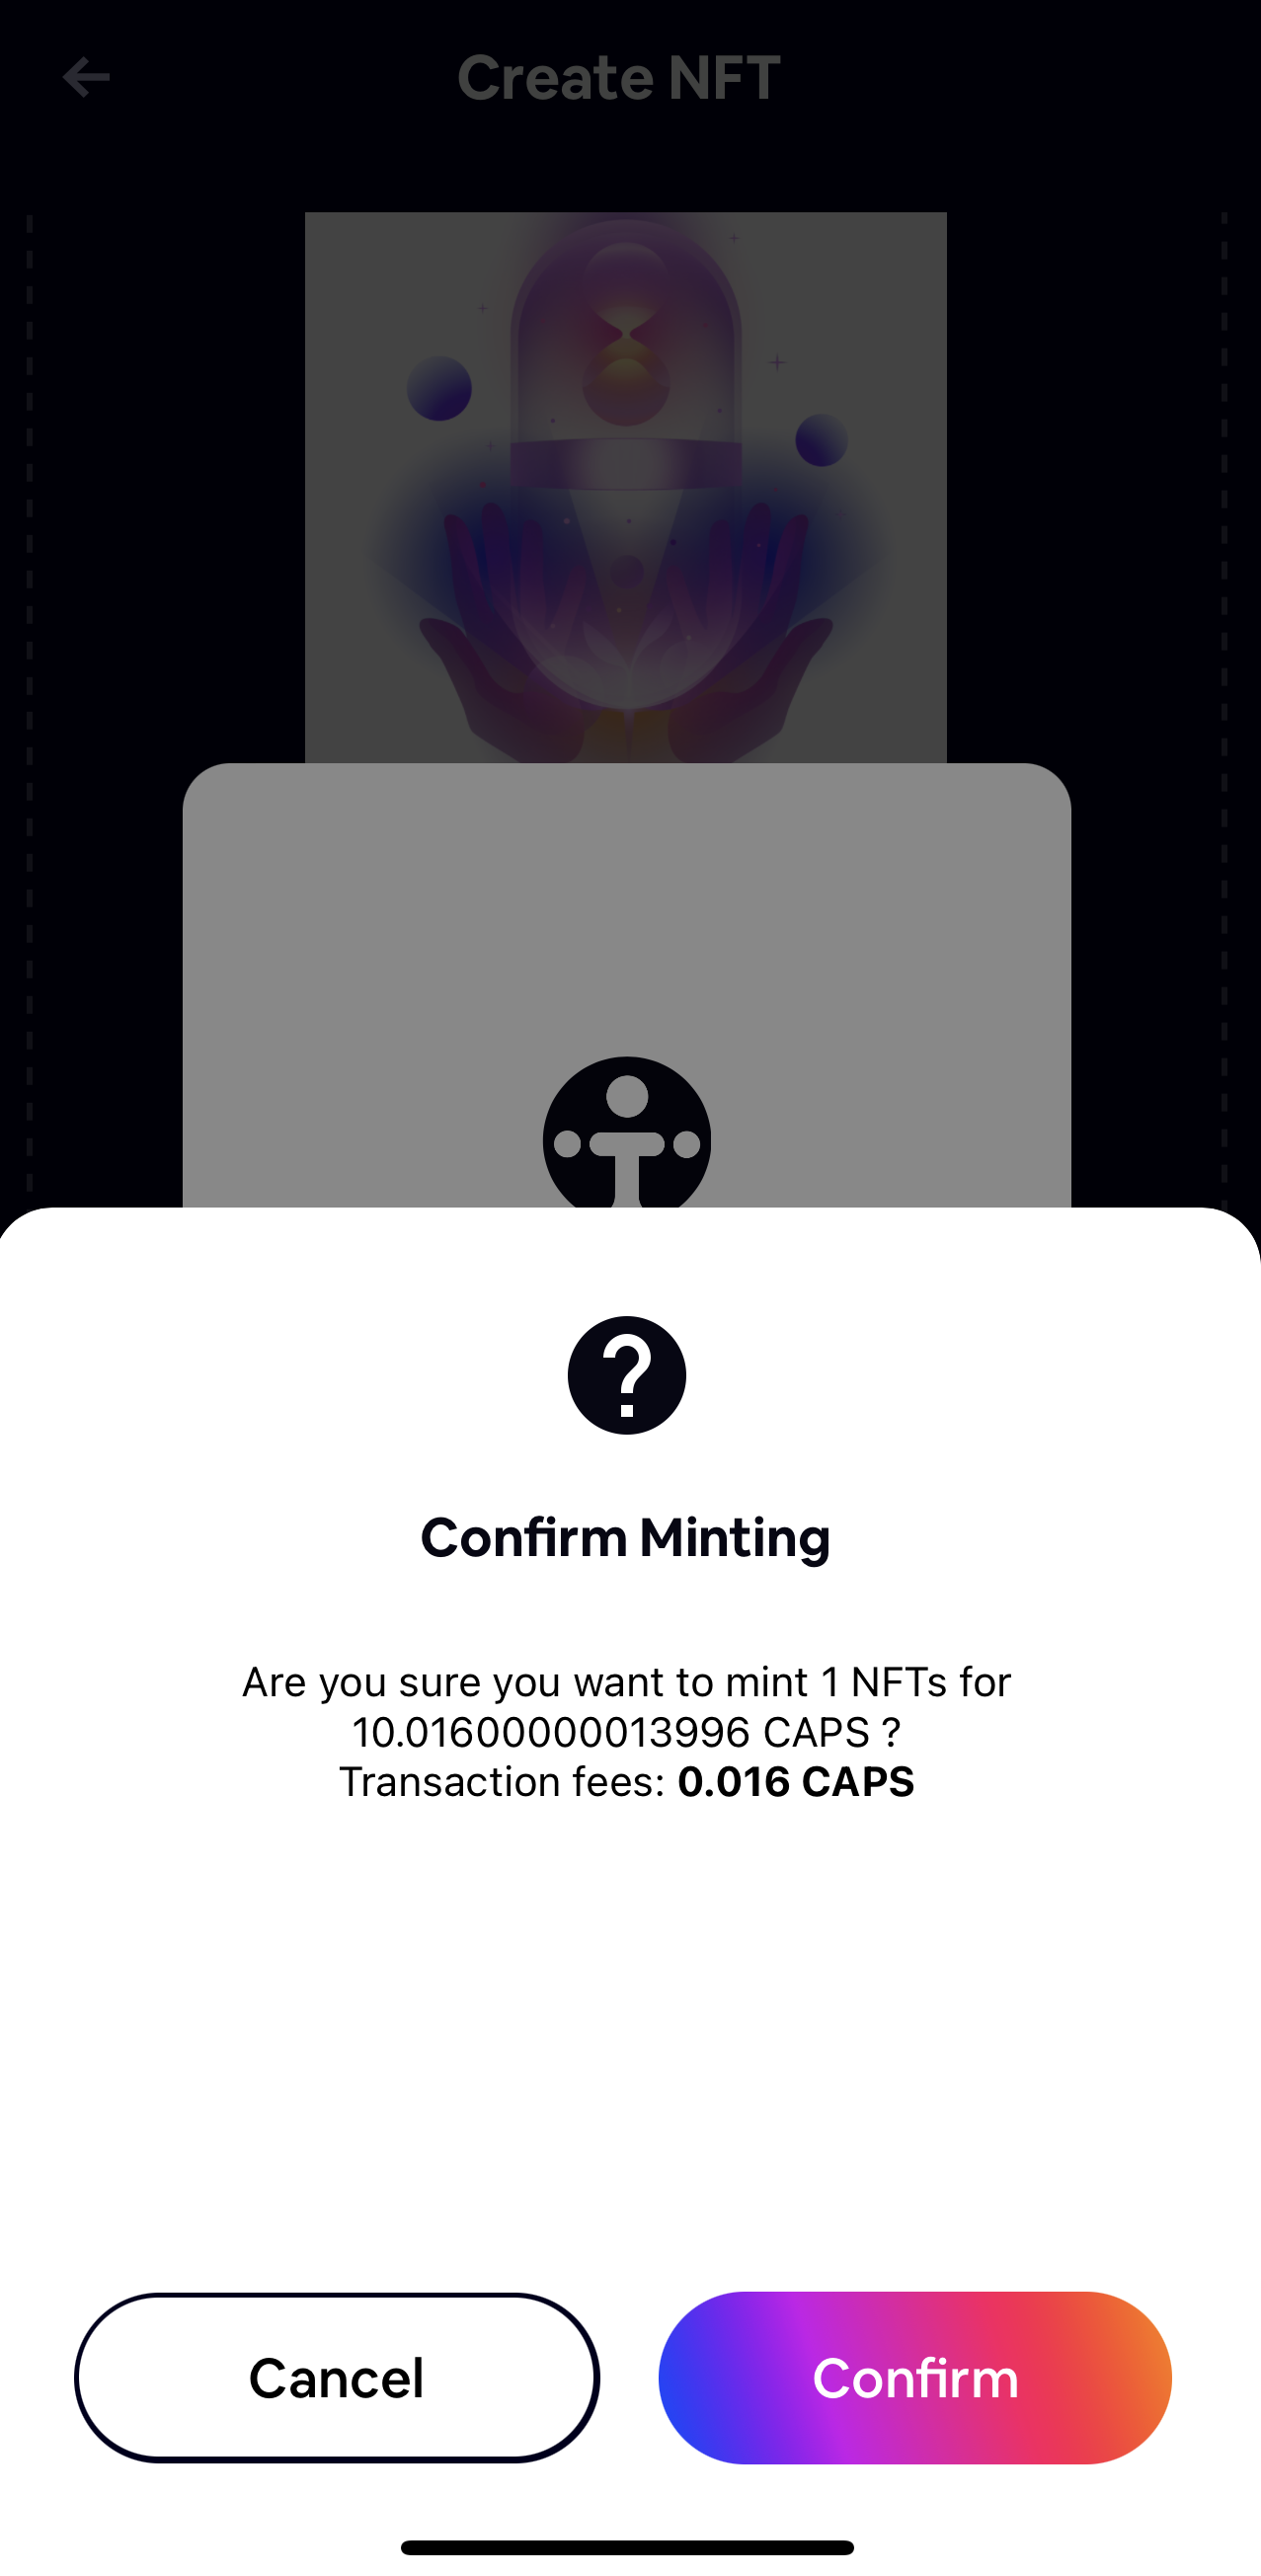 Create NFT
Confirm Minting
Are you sure you want to mint 1 NFTs for
10.01600000013996 CAPS ?
Transaction fees: 0.016 CAPS
Cancel
Confirm